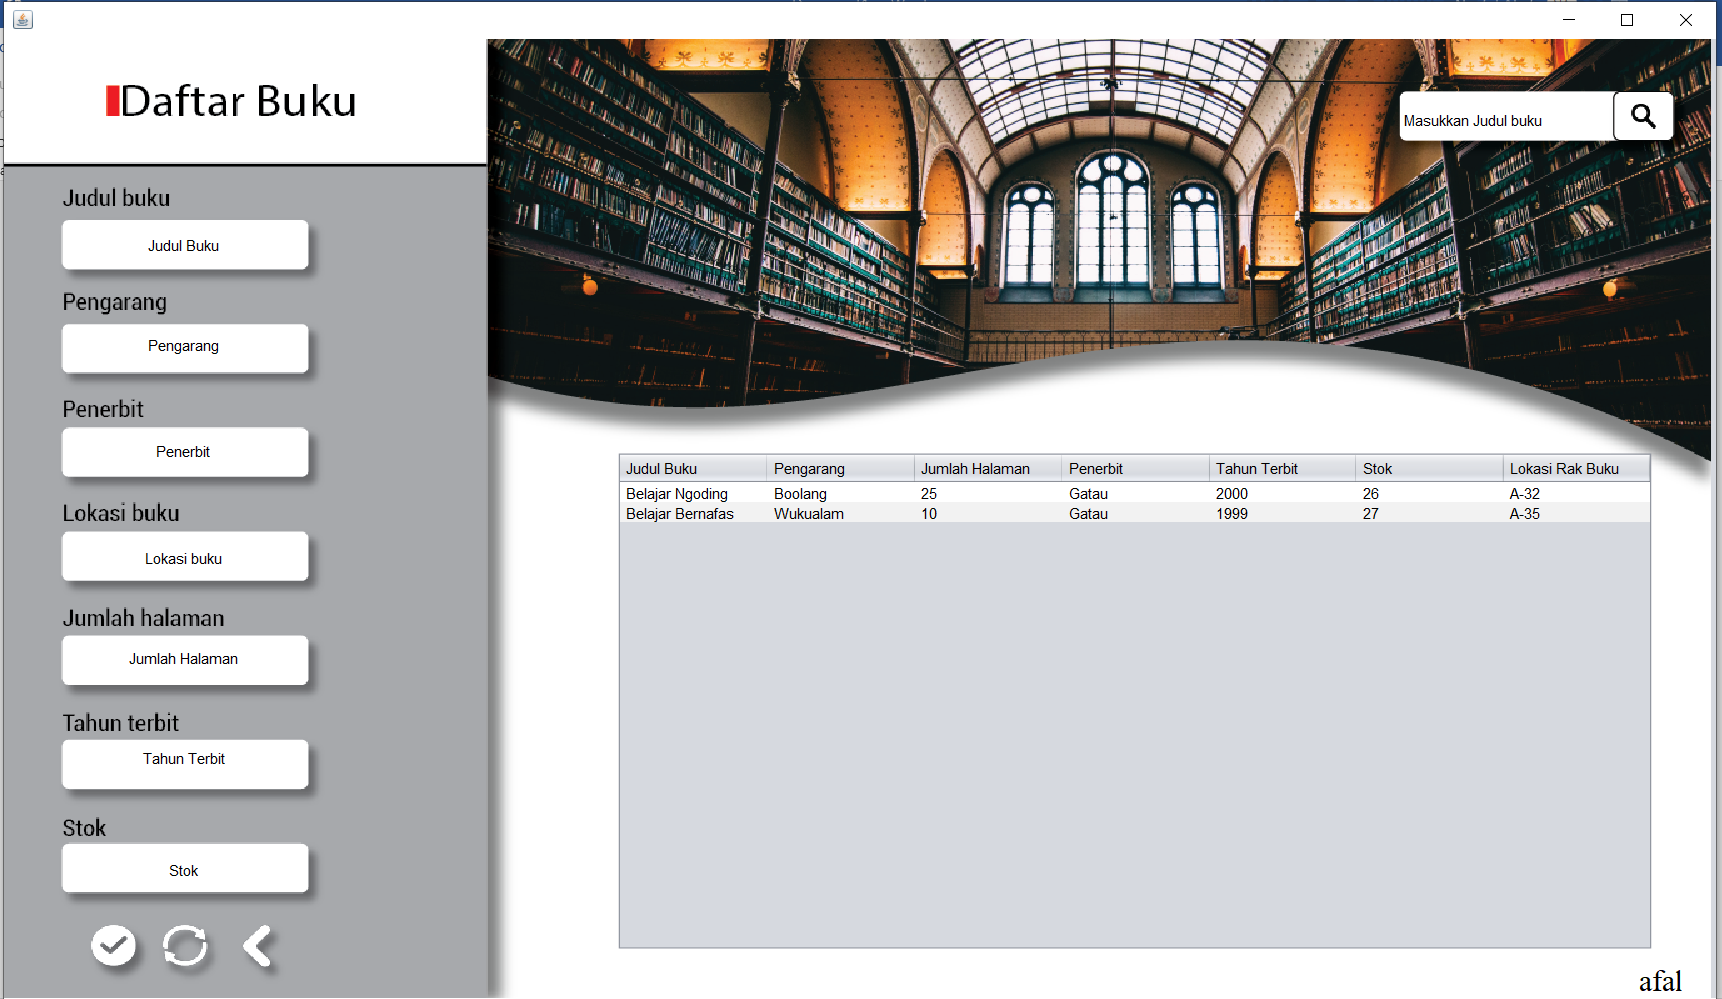 Daftar Buku
Masukkan Judul buku
Judul buku
Judul Buku
Pengarang
Pengarang
Penerbit
Penerbit
Lokasi buku
Lokasi buku
Jumlah halaman
Jumlah Halaman
Tahun terbit
Tahun Terbit
Stok
Stok
Judul Buku Pengarang Jumlah Halaman Penerbit Tahun Terbit Stok Lokasi Rak Buku
Belajar Ngoding Boolang 25 Gatau 2000 26 A-32
Belajar Bernafas Wukualam 10 Gatau 1999 27 A-35
afal